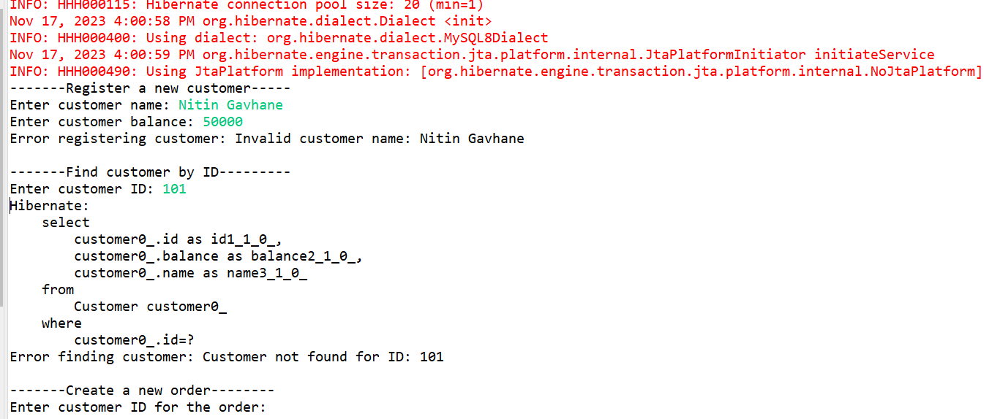 INFO: HHH000115: Hibernate connection pool size: 20 (min=1)
Nov 17, 2023 4:00:58 PM org.hibernate.dialect.Dialect <init>
INFO: HHH000400: Using dialect: org.hibernate.dialect.MySQL8Dialect
Nov 17, 2023 4:00:59 PM org.hibernate.engine.transaction.jta.platform.internal.JtaPlatformInitiator initiateService
INFO: HHH000490: Using JtaPlatform implementation: [org.hibernate.engine.transaction.jta.platform.internal.NoJtaPlatform]
-------Register a new customer-----
Enter customer name: Nitin Gavhane
Enter customer balance: 50000
Error registering customer: Invalid customer name: Nitin Gavhane

-------Find customer by ID---------
Enter customer ID: 101
Hibernate:
    select
        customer0_.id as id1_1_0_,
        customer0_.balance as balance2_1_0_,
        customer0_.name as name3_1_0_
    from
        Customer customer0_
    where
        customer0_.id=?
Error finding customer: Customer not found for ID: 101

-------Create a new order--------
Enter customer ID for the order: